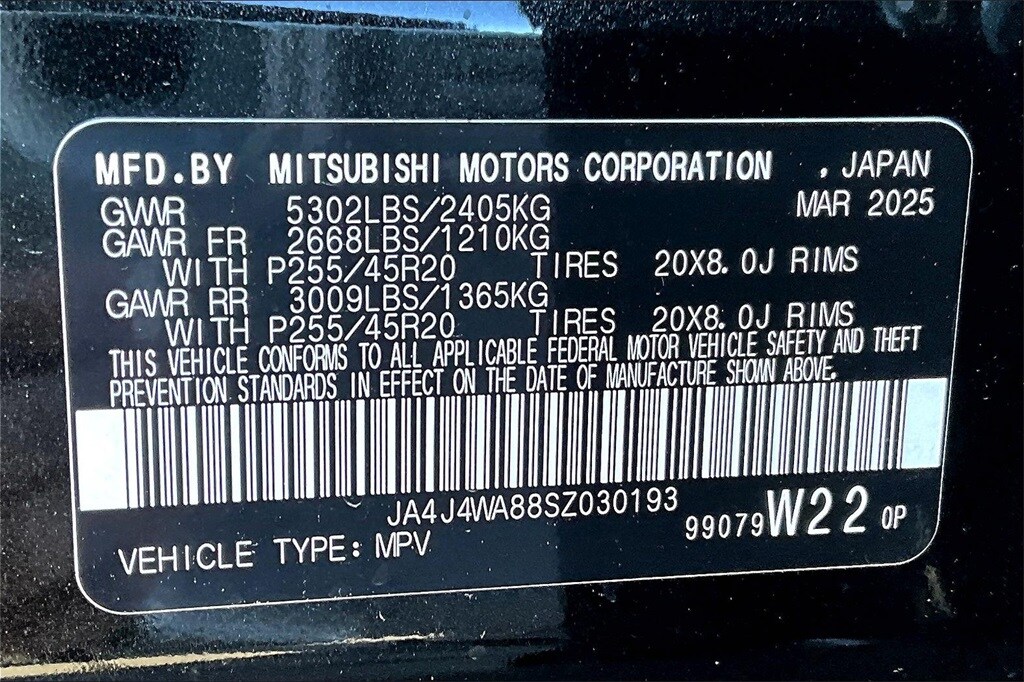 MFD.BY MITSUBISHI MOTORS CORPORATION , JAPAN
GVWR 5302LBS/2405KG MAR 2025
GAWR FR 2668LBS/1210KG
WITH P255/45R20 TIRES 20X8.0J RIMS
GAWR RR 3009LBS/1365KG
WITH P255/45R20 TIRES 20X8.0J RIMS
THIS VEHICLE CONFORMS TO ALL APPLICABLE FEDERAL MOTOR VEHICLE SAFETY AND THEFT
PREVENTION STANDARDS IN EFFECT ON THE DATE OF MANUFACTURE SHOWN ABOVE.
JA4J4WA88SZ030193
99079W22 0P
VEHICLE TYPE: MPV